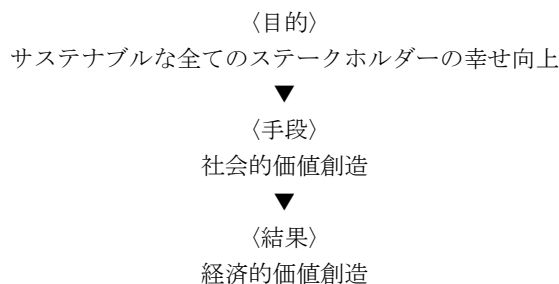 〈目的〉
サステナブルな全てのステークホルダーの幸せ向上
▼
〈手段〉
社会的価値創造
▼
〈結果〉
経済的価値創造